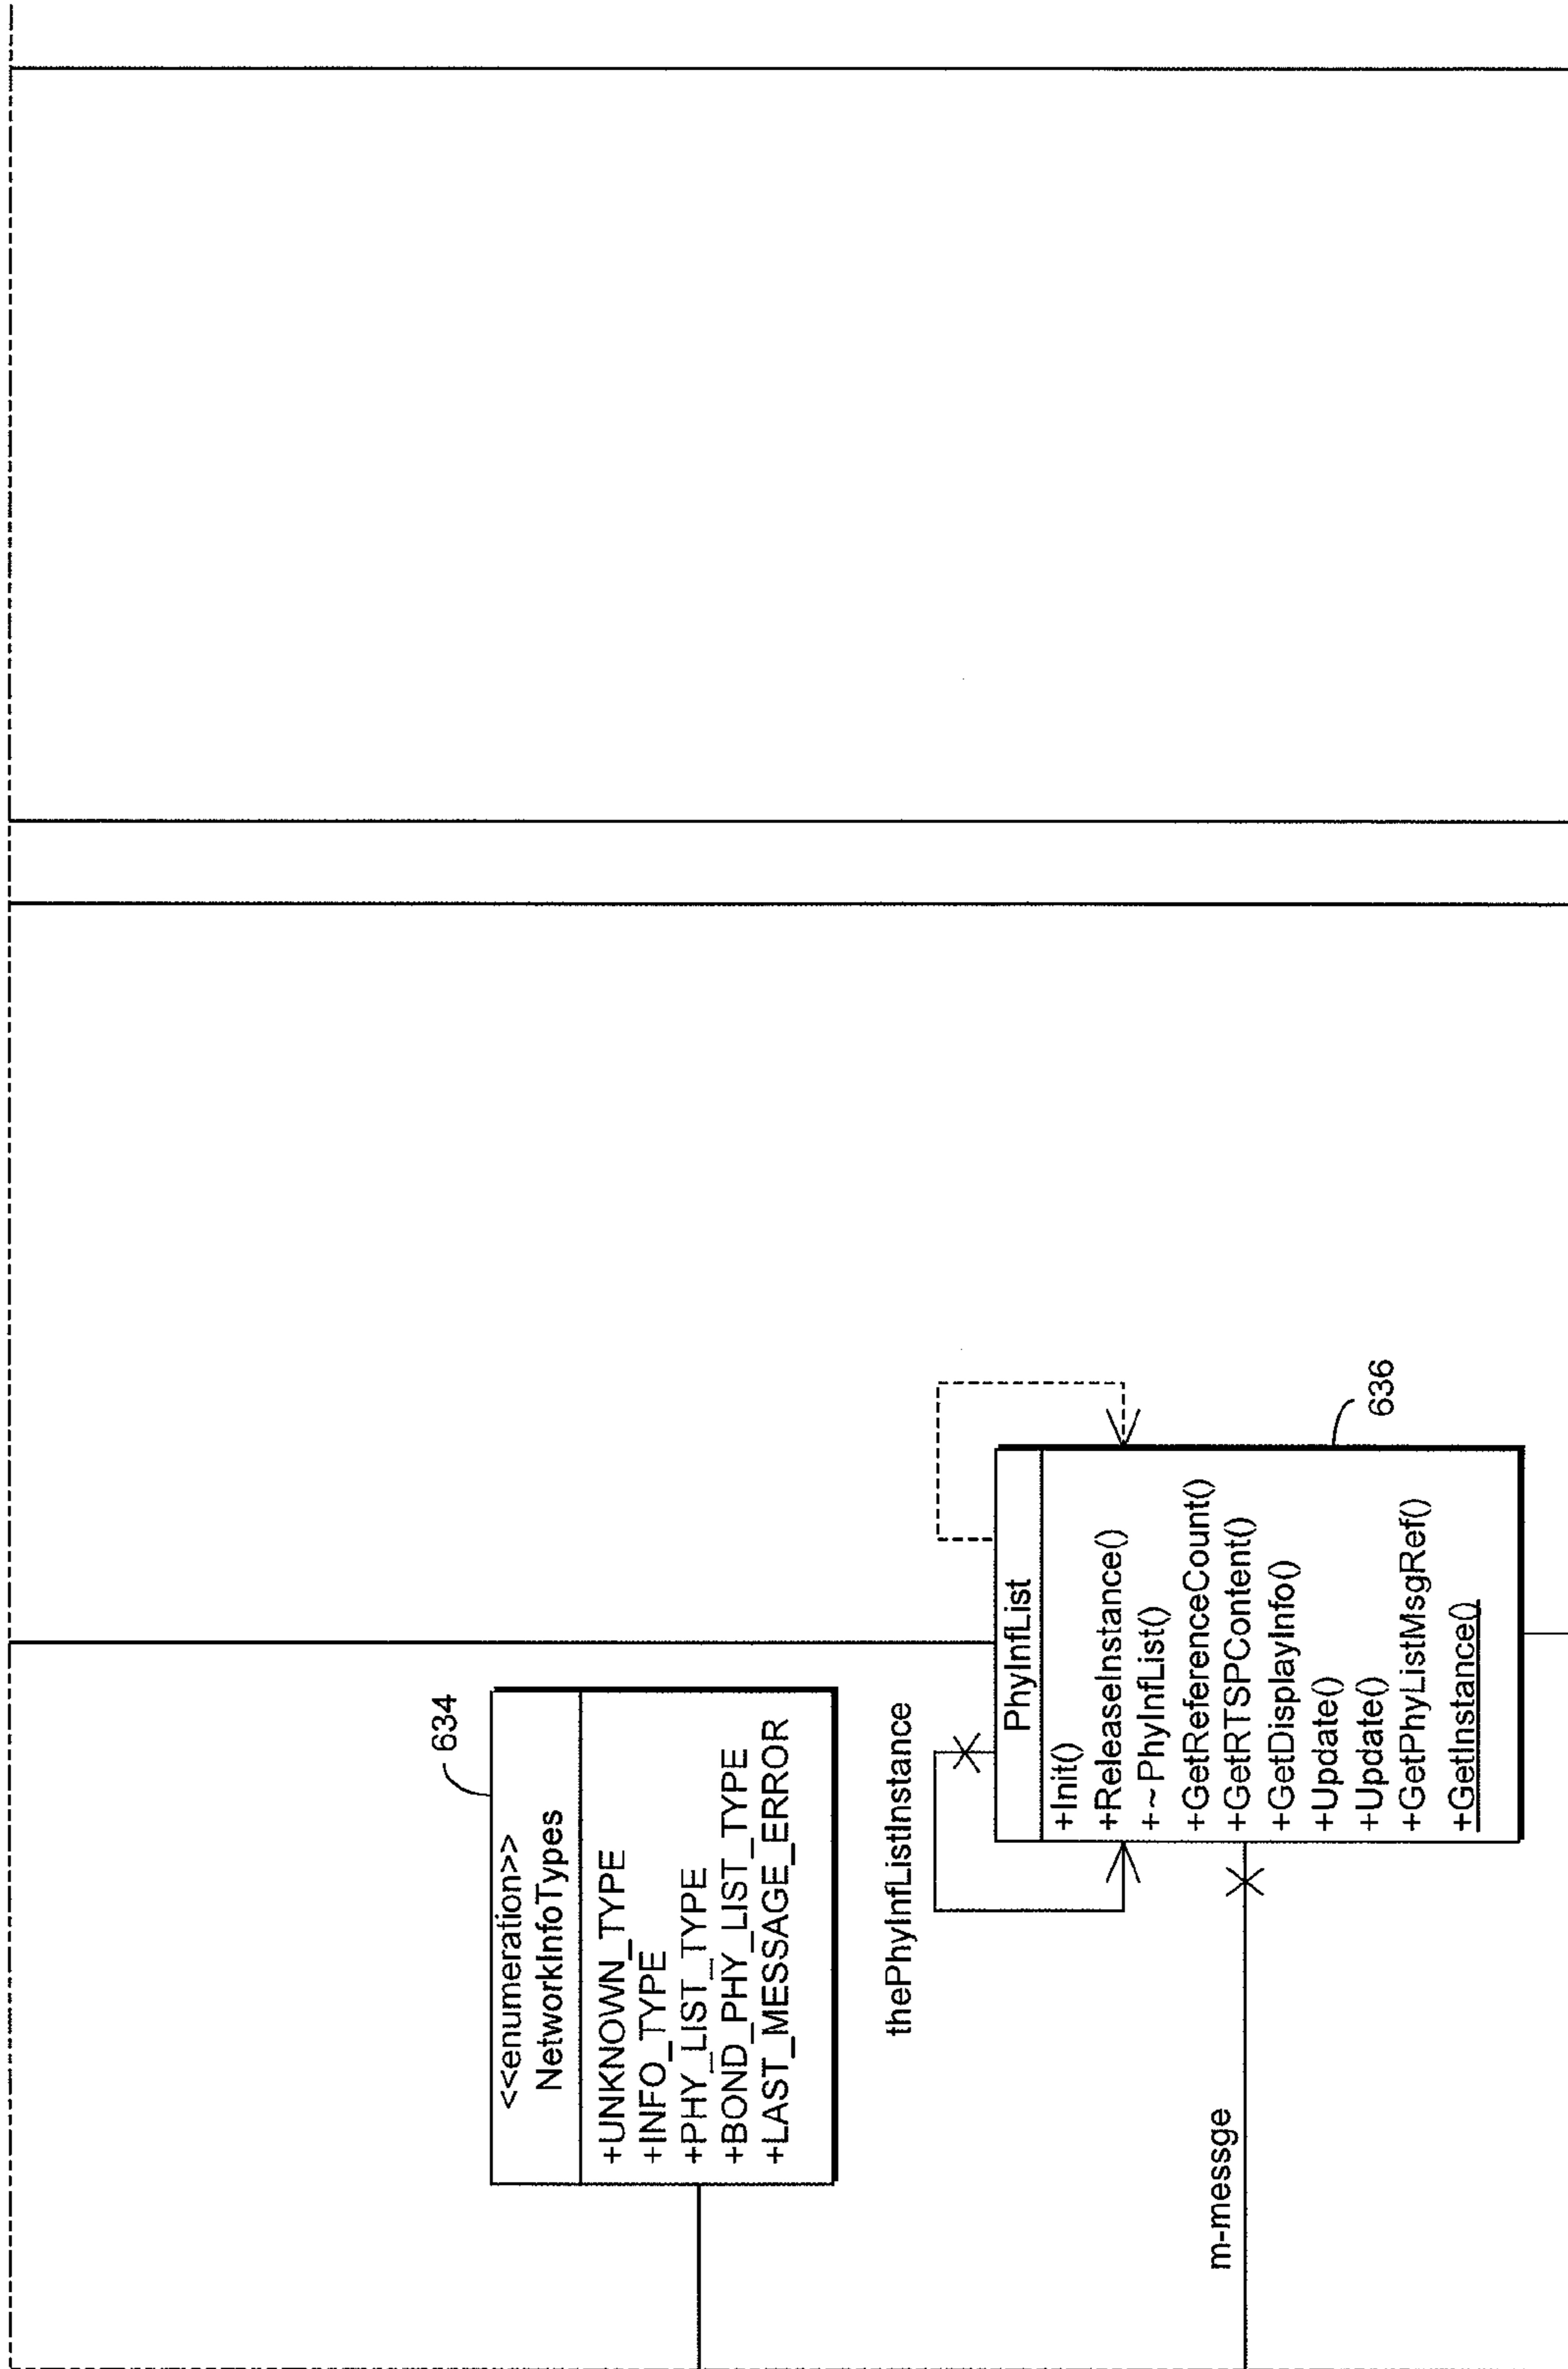 634
<<enumeration>>
NetworkInfoTypes
+UNKNOWN_TYPE
+INFO_TYPE
+PHY_LIST_TYPE
+BOND_PHY_LIST_TYPE
+LAST_MESSAGE_ERROR
thePhyInfListInstance
PhyInfList
+Init()
+ReleaseInstance()
+~PhyInfList()
+GetReferenceCount()
+GetRTSPContent()
+GetDisplayInfo()
+Update()
+Update()
+GetPhyListMsgRef()
+GetInstance()
636
m-messge